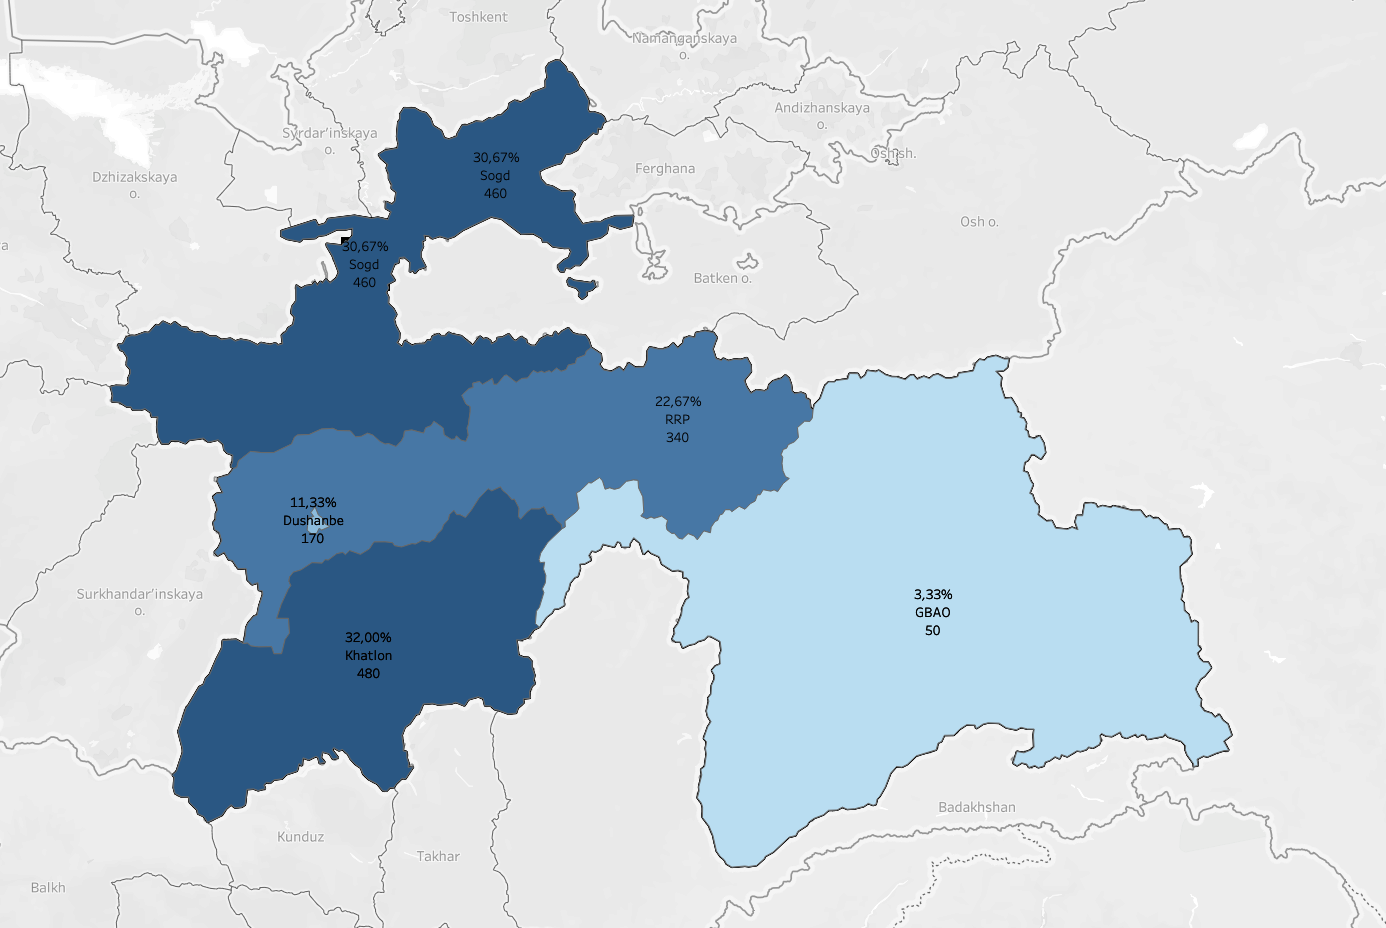 Toshkent
Namanganskaya
o.
Andizhanskaya
o.
Syrdar'inskaya
o.
30,67%
Sogd
460
Ferghana
Oshsh.
Dzhizakskaya
o.
Osh o.
a
30,67%
Sogd
460
Batken o.
22,67%
RRP
340
11,33%
Dushanbe
170
Surkhandar'inskaya
o.
3,33%
GBAO
50
32,00%
Khatlon
480
Badakhshan
Kunduz
Takhar
Balkh